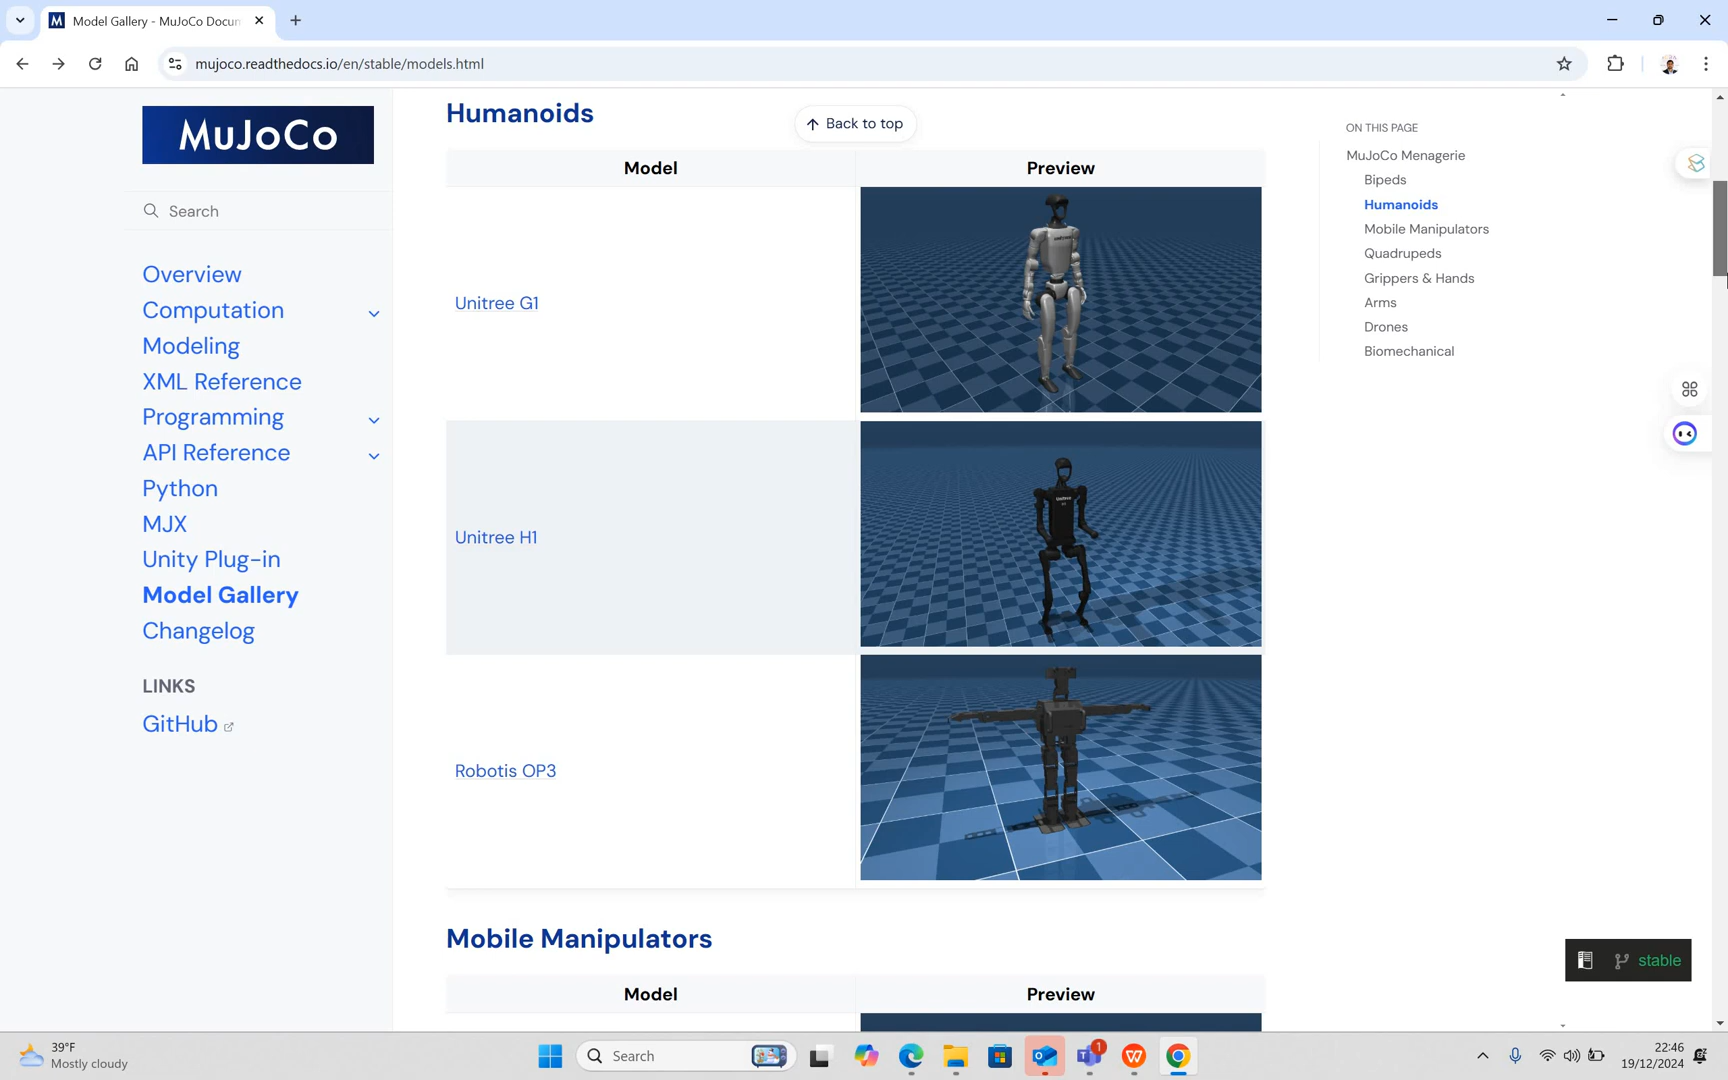 Model Gallery - MuJoCo Docum
mujoco.readthedocs.io/en/stable/models.html
MuJoCo
Search
Overview
Computation
Modeling
XML Reference
Programming
API Reference
Python
MJX
Unity Plug-in
Model Gallery
Changelog
LINKS
GitHub
Humanoids
Back to top
Model Preview
Unitree G1
Unitree H1
Robotis OP3
Mobile Manipulators
Model Preview
ON THIS PAGE
MuJoCo Menagerie
Bipeds
Humanoids
Mobile Manipulators
Quadrupeds
Grippers & Hands
Arms
Drones
Biomechanical
stable
39°F
Mostly cloudy
Search
1
22:46
19/12/2024